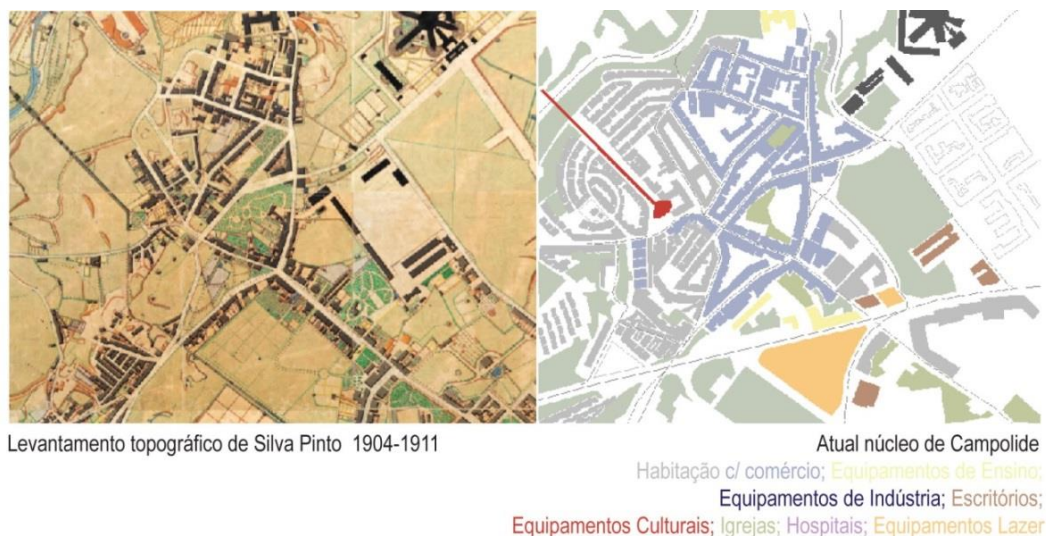 Levantamento topográfico de Silva Pinto 1904-1911
Atual núcleo de Campolide
Habitação c/ comércio; Equipamentos de Ensino;
Equipamentos de Indústria; Escritórios;
Equipamentos Culturais; Igrejas; Hospitais; Equipamentos Lazer